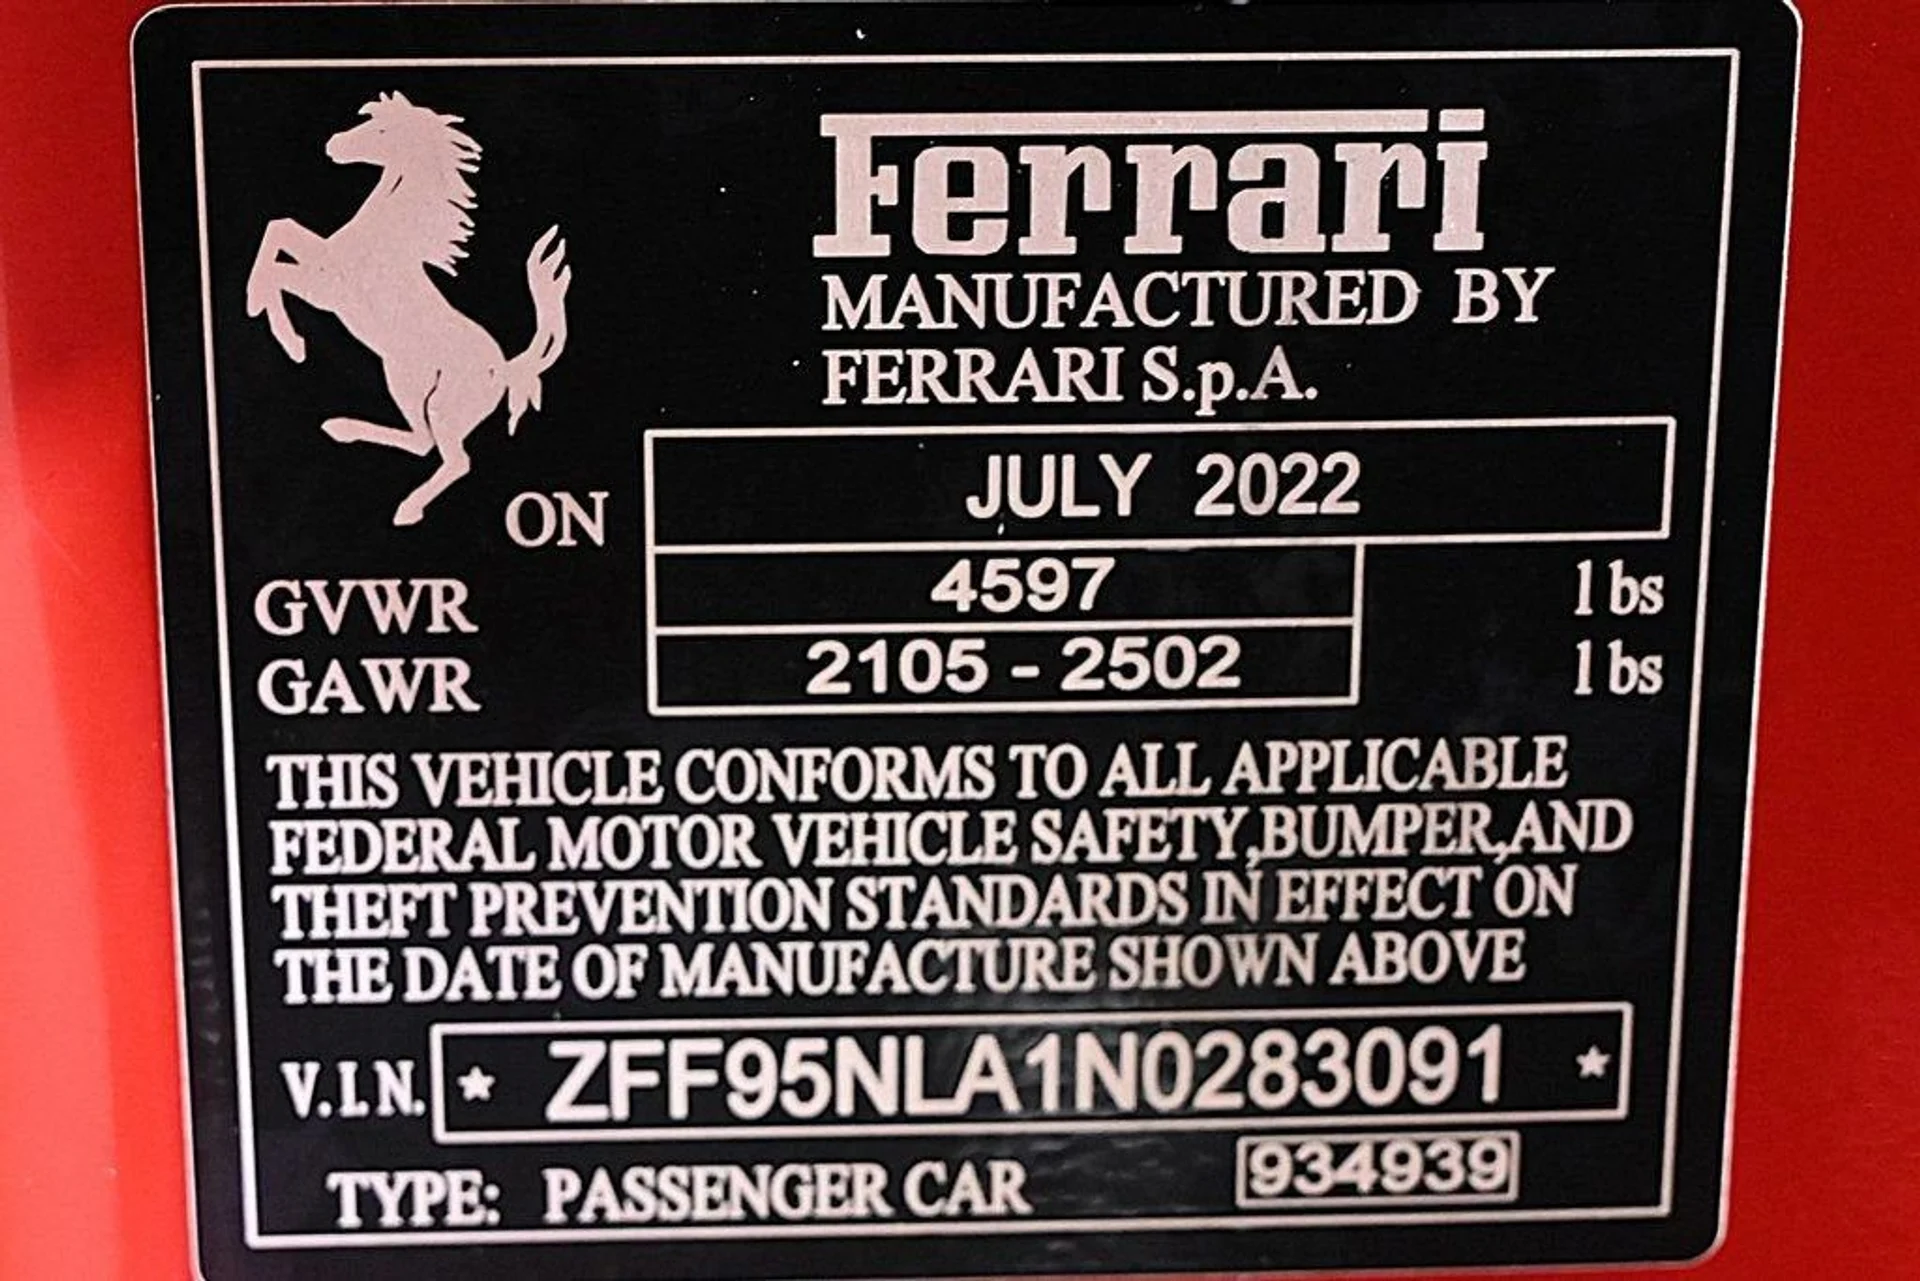 Ferrari
MANUFACTURED BY
FERRARI S.p.A.
ON JULY 2022
GVWR 4597 lbs
GAWR 2105 - 2502 lbs
THIS VEHICLE CONFORMS TO ALL APPLICABLE
FEDERAL MOTOR VEHICLE SAFETY,BUMPER,AND
THEFT PREVENTION STANDARDS IN EFFECT ON
THE DATE OF MANUFACTURE SHOWN ABOVE
V.I.N. ★ ZFF95NLA1N0283091 ★
TYPE: PASSENGER CAR 934939